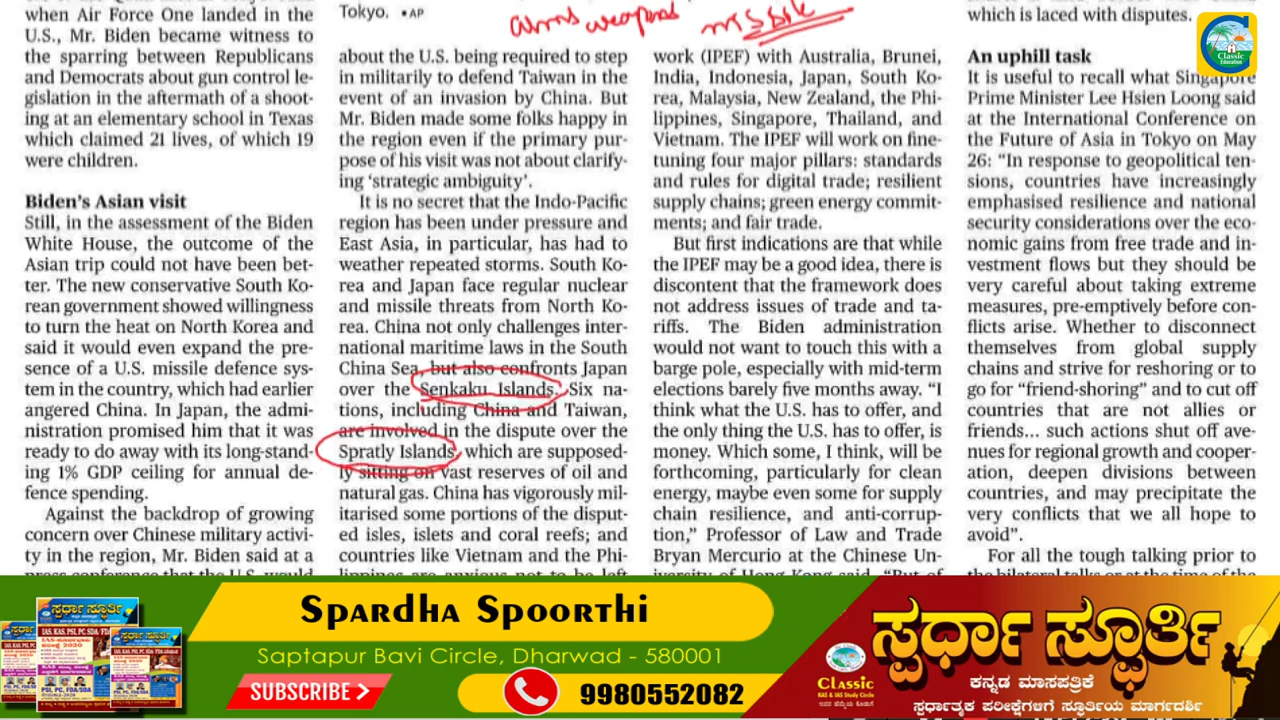 when Air Force One landed in the
U.S., Mr. Biden became witness to
the sparring between Republicans
and Democrats about gun control le-
gislation in the aftermath of a shoot-
ing at an elementary school in Texas
which claimed 21 lives, of which 19
were children.
Biden's Asian visit
Still, in the assessment of the Biden
White House, the outcome of the
Asian trip could not have been bet-
ter. The new conservative South Ko-
rean government showed willingness
to turn the heat on North Korea and
said it would even expand the pre-
sence of a U.S. missile defence sys-
tem in the country, which had earlier
angered China. In Japan, the admi-
nistration promised him that it was
ready to do away with its long-stand-
ing 1% GDP ceiling for annual de-
fence spending.
Against the backdrop of growing
concern over Chinese military activi-
ty in the region, Mr. Biden said at a
press conference that the U.S. would
Tokyo. •AP
arms weapons missile
about the U.S. being required to step
in militarily to defend Taiwan in the
event of an invasion by China. But
Mr. Biden made some folks happy in
the region even if the primary pur-
pose of his visit was not about clarify-
ing 'strategic ambiguity'.
It is no secret that the Indo-Pacific
region has been under pressure and
East Asia, in particular, has had to
weather repeated storms. South Ko-
rea and Japan face regular nuclear
and missile threats from North Ko-
rea. China not only challenges inter-
national maritime laws in the South
China Sea, but also confronts Japan
over the Senkaku Islands. Six na-
tions, including China and Taiwan,
are involved in the dispute over the
Spratly Islands, which are supposed-
ly sitting on vast reserves of oil and
natural gas. China has vigorously mil-
itarised some portions of the disput-
ed isles, islets and coral reefs; and
countries like Vietnam and the Phi-
lippines are anxious not to be left
work (IPEF) with Australia, Brunei,
India, Indonesia, Japan, South Ko-
rea, Malaysia, New Zealand, the Phi-
lippines, Singapore, Thailand, and
Vietnam. The IPEF will work on fine-
tuning four major pillars: standards
and rules for digital trade; resilient
supply chains; green energy commit-
ments; and fair trade.
But first indications are that while
the IPEF may be a good idea, there is
discontent that the framework does
not address issues of trade and ta-
riffs. The Biden administration
would not want to touch this with a
barge pole, especially with mid-term
elections barely five months away. "I
think what the U.S. has to offer, and
the only thing the U.S. has to offer, is
money. Which some, I think, will be
forthcoming, particularly for clean
energy, maybe even some for supply
chain resilience, and anti-corrup-
tion," Professor of Law and Trade
Bryan Mercurio at the Chinese Un-
iversity of Hong Kong said. "But of
which is laced with disputes.
An uphill task
It is useful to recall what Singapore
Prime Minister Lee Hsien Loong said
at the International Conference on
the Future of Asia in Tokyo on May
26: "In response to geopolitical ten-
sions, countries have increasingly
emphasised resilience and national
security considerations over the eco-
nomic gains from free trade and in-
vestment flows but they should be
very careful about taking extreme
measures, pre-emptively before con-
flicts arise. Whether to disconnect
themselves from global supply
chains and strive for reshoring or to
go for "friend-shoring" and to cut off
countries that are not allies or
friends... such actions shut off ave-
nues for regional growth and cooper-
ation, deepen divisions between
countries, and may precipitate the
very conflicts that we all hope to
avoid".
For all the tough talking prior to
the bilateral talks or at the time of the
Classic
Education
Spardha Spoorthi
Saptapur Bavi Circle, Dharwad - 580001
SUBSCRIBE
9980552082
ಸ್ಪರ್ಧಾ ಸ್ಫೂರ್ತಿ
ಕನ್ನಡ ಮಾಸಪತ್ರಿಕೆ
ಸ್ಪರ್ಧಾತ್ಮಕ ಪರೀಕ್ಷೆಗಳಿಗೆ ಸ್ಫೂರ್ತಿಯ ಮಾರ್ಗದರ್ಶಿ
Classic
KAS & IAS Study Circle